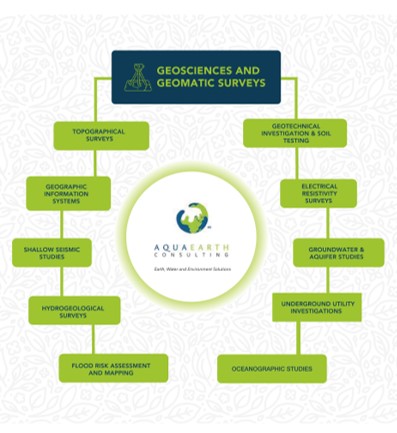 GEOSCIENCES AND
GEOMATIC SURVEYS
TOPOGRAPHICAL
SURVEYS
GEOGRAPHIC
INFORMATION
SYSTEMS
SHALLOW SEISMIC
STUDIES
HYDROGEOLOGICAL
SURVEYS
FLOOD RISK ASSESSMENT
AND MAPPING
AQUAEARTH
CONSULTING
Earth, Water and Environment Solutions
GEOTECHNICAL
INVESTIGATION & SOIL
TESTING
ELECTRICAL
RESISTIVITY
SURVEYS
GROUNDWATER &
AQUIFER STUDIES
UNDERGROUND UTILITY
INVESTIGATIONS
OCEANOGRAPHIC STUDIES